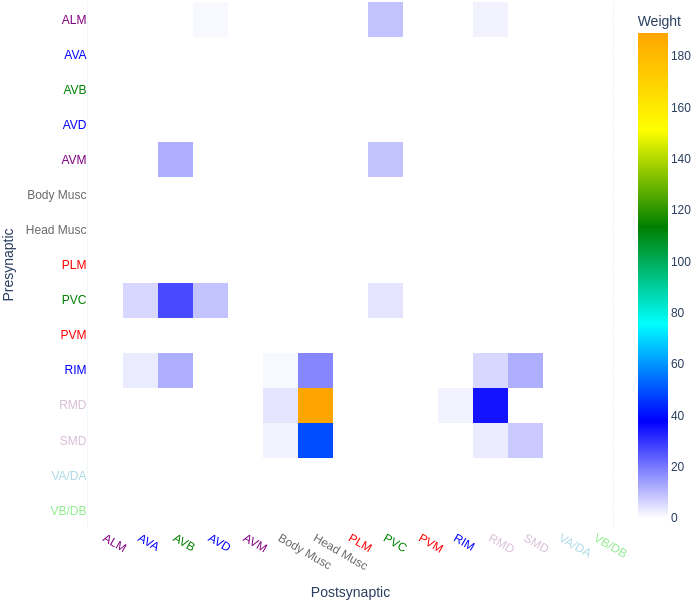 Weight
180
160
140
120
100
80
60
40
20
0
Presynaptic
ALM
AVA
AVB
AVD
AVM
Body Musc
Head Musc
PLM
PVC
PVM
RIM
RMD
SMD
VA/DA
VB/DB
ALM
AVA
AVB
AVD
AVM
Body Musc
Head Musc
PLM
PVC
PVM
RIM
RMD
SMD
VA/DA
VB/DB
Postsynaptic